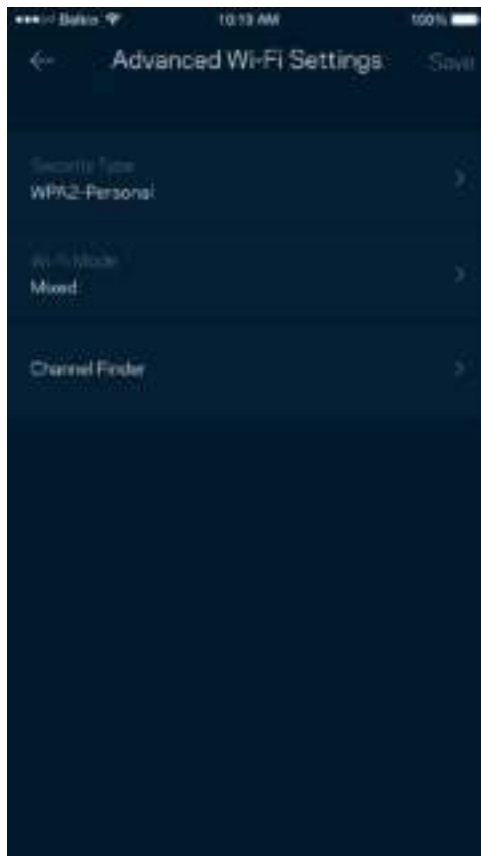 Belkin 10:13 AM 100%
Advanced Wi-Fi Settings Save
Security Type
WPA2-Personal
Wi-Fi Mode
Mixed
Channel Finder